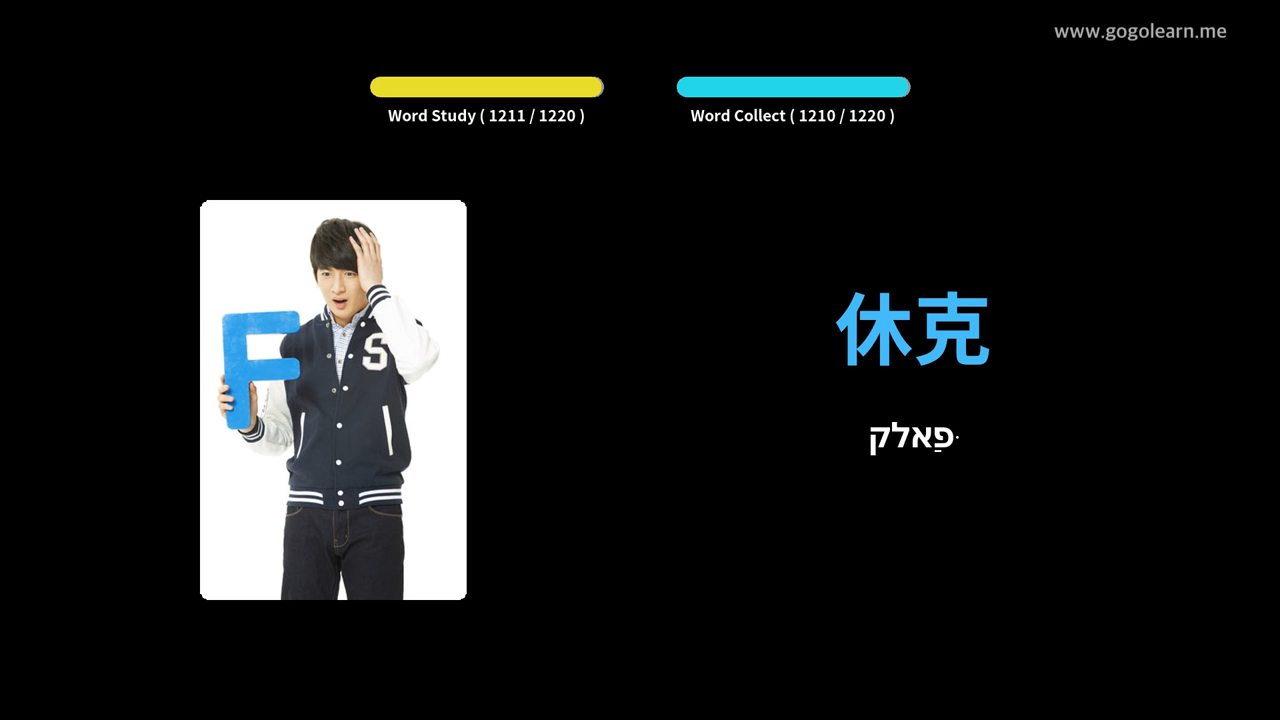 www.gogolearn.me
Word Study ( 1211 / 1220 )
Word Collect ( 1210 / 1220 )
F
S
休克
פַאלק·